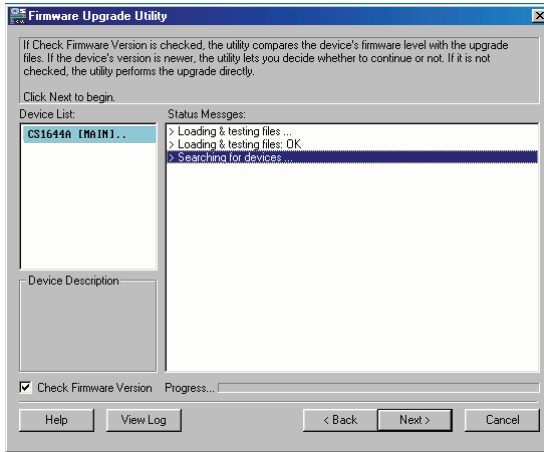 Firmware Upgrade Utility
If Check Firmware Version is checked, the utility compares the device's firmware level with the upgrade
files. If the device's version is newer, the utility lets you decide whether to continue or not. If it is not
checked, the utility performs the upgrade directly.
Click Next to begin.
Device List:
Status Messges:
CS1644A [MAIN]..
> Loading & testing files ...
> Loading & testing files: OK
> Searching for devices ...
Device Description
Check Firmware Version
Progress...
Help
View Log
< Back
Next >
Cancel